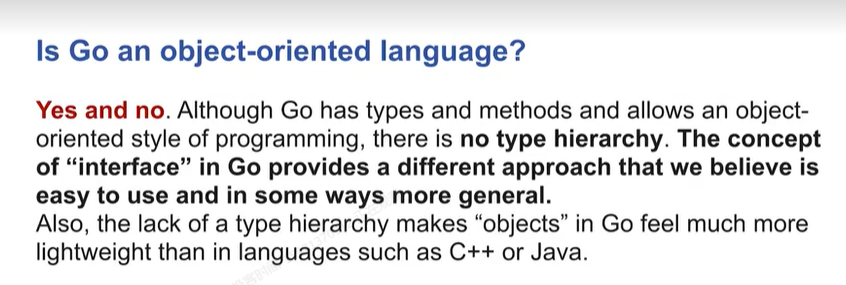 Is Go an object-oriented language?
Yes and no. Although Go has types and methods and allows an object-
oriented style of programming, there is no type hierarchy. The concept
of “interface” in Go provides a different approach that we believe is
easy to use and in some ways more general.
Also, the lack of a type hierarchy makes “objects” in Go feel much more
lightweight than in languages such as C++ or Java.